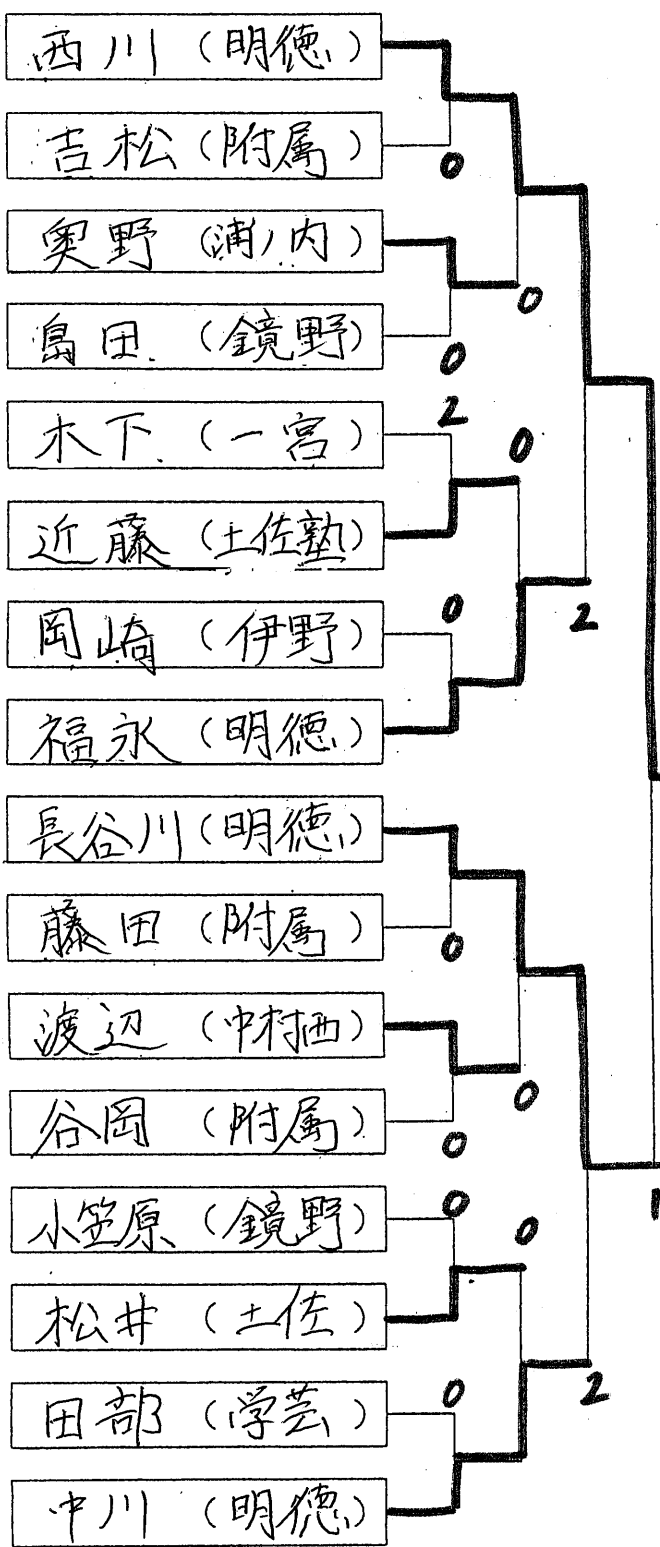 西川（明徳）
吉松（附属）
0
奥野（浦ノ内）
0
島田（鏡野）
0
2
0
木下（一宮）
近藤（土佐塾）
0
岡崎（伊野）
2
福永（明徳）
長谷川（明徳）
藤田（附属）
0
渡辺（中村西）
0
谷岡（附属）
0
小笠原（鏡野）
0
0
1
松井（土佐）
田部（学芸）
0
2
中川（明徳）